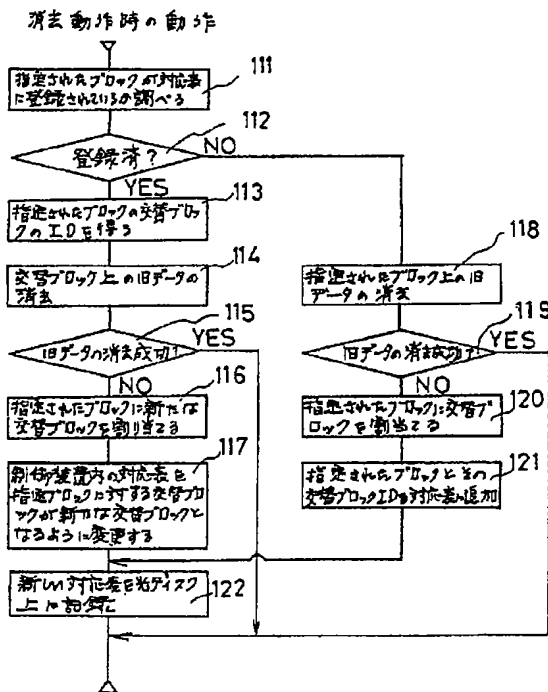 消去動作時の動作
指定されたブロックが対応表
に登録されているか調べる
111
登録済?
112
NO
YES
指定されたブロックの交替ブロッ
クのIDを得る
113
交替ブロック上の旧データの
消去
114
旧データの消去成功?
115
YES
NO
指定されたブロックに新たな
交替ブロックを割り当てる
116
制御装置内の対応表を
指定ブロックに対する交替ブロ
ックが新たな交替ブロックと
なるように変更する
117
指定されたブロック上の旧
データの消去
118
旧データの消去成功?
119
YES
NO
指定されたブロックに交替ブ
ロックを割当てる
120
指定されたブロックとその
交替ブロックIDを対応表に追加
121
新しい対応表を光ディスク
上に記録
122